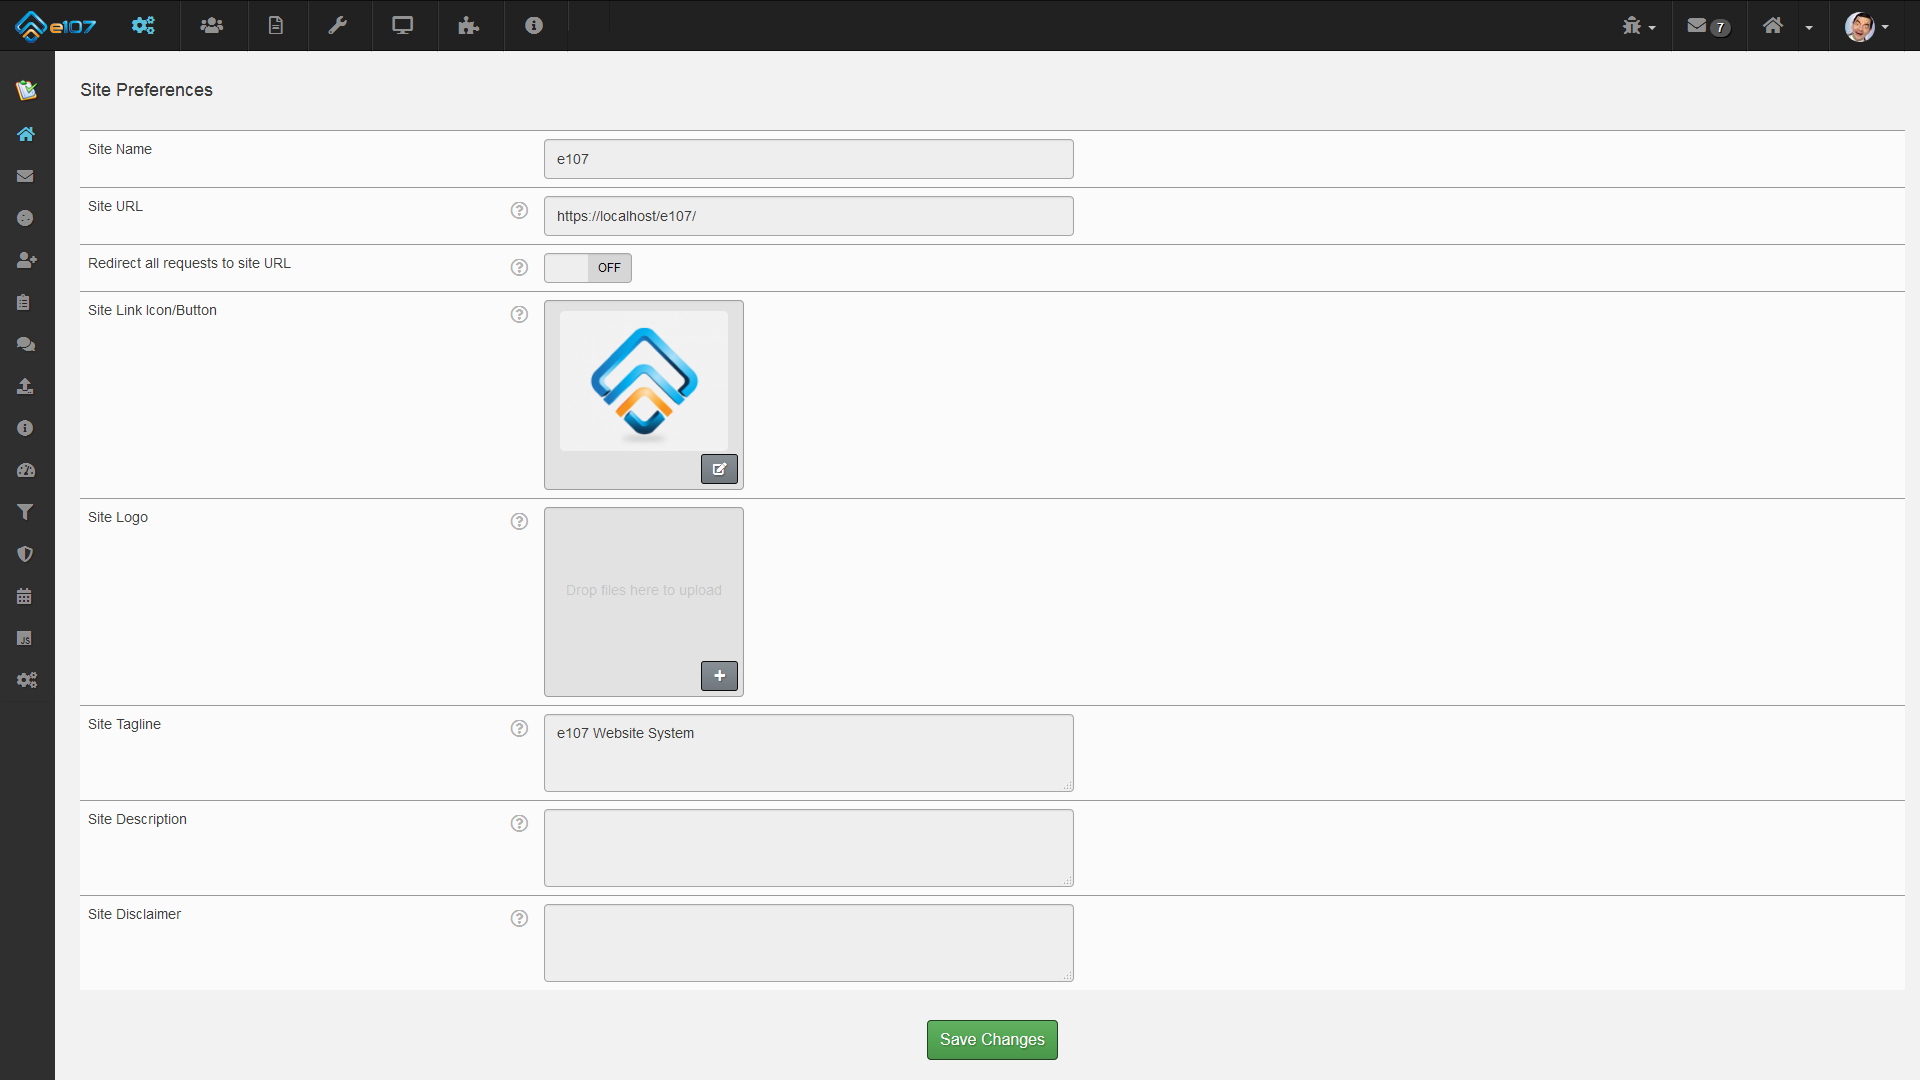 e107
7
Site Preferences
Site Name
e107
Site URL
https://localhost/e107/
Redirect all requests to site URL
OFF
Site Link Icon/Button
Site Logo
Drop files here to upload
Site Tagline
e107 Website System
Site Description
Site Disclaimer
JS
Save Changes